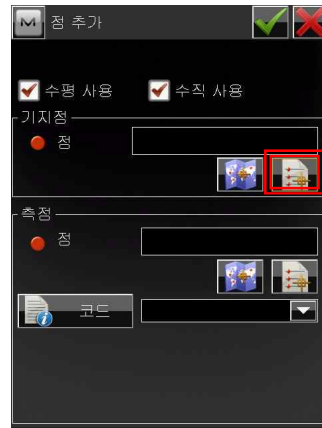 점 추가
수평 사용 수직 사용
기지점
점
측정
점
코드